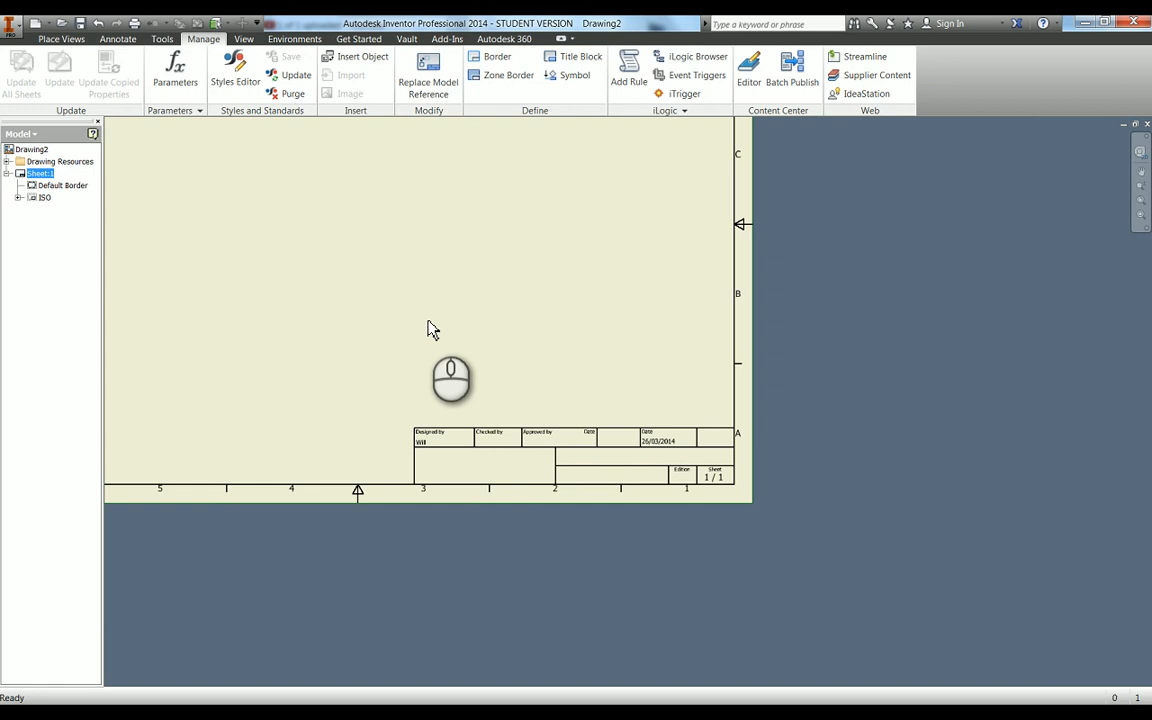 Autodesk Inventor Professional 2014 - STUDENT VERSION Drawing2
Type a keyword or phrase
Sign In
PRO
Place Views Annotate Tools Manage View Environments Get Started Vault Add-Ins Autodesk 360
Update All Sheets
Update
Update Copied Properties
Update
Parameters
Parameters
Styles Editor
Save
Update
Purge
Styles and Standards
Insert Object
Import
Image
Insert
Replace Model Reference
Modify
Border
Zone Border
Title Block
Symbol
Define
Add Rule
iLogic Browser
Event Triggers
iTrigger
iLogic
Editor
Batch Publish
Content Center
Streamline
Supplier Content
IdeaStation
Web
Model
Drawing2
Drawing Resources
Sheet:1
Default Border
ISO
C
B
A
Designed by
Will
Checked by
Approved by
Date
Date
26/03/2014
Edition
Sheet
1 / 1
5 4 3 2 1
Ready
0 1